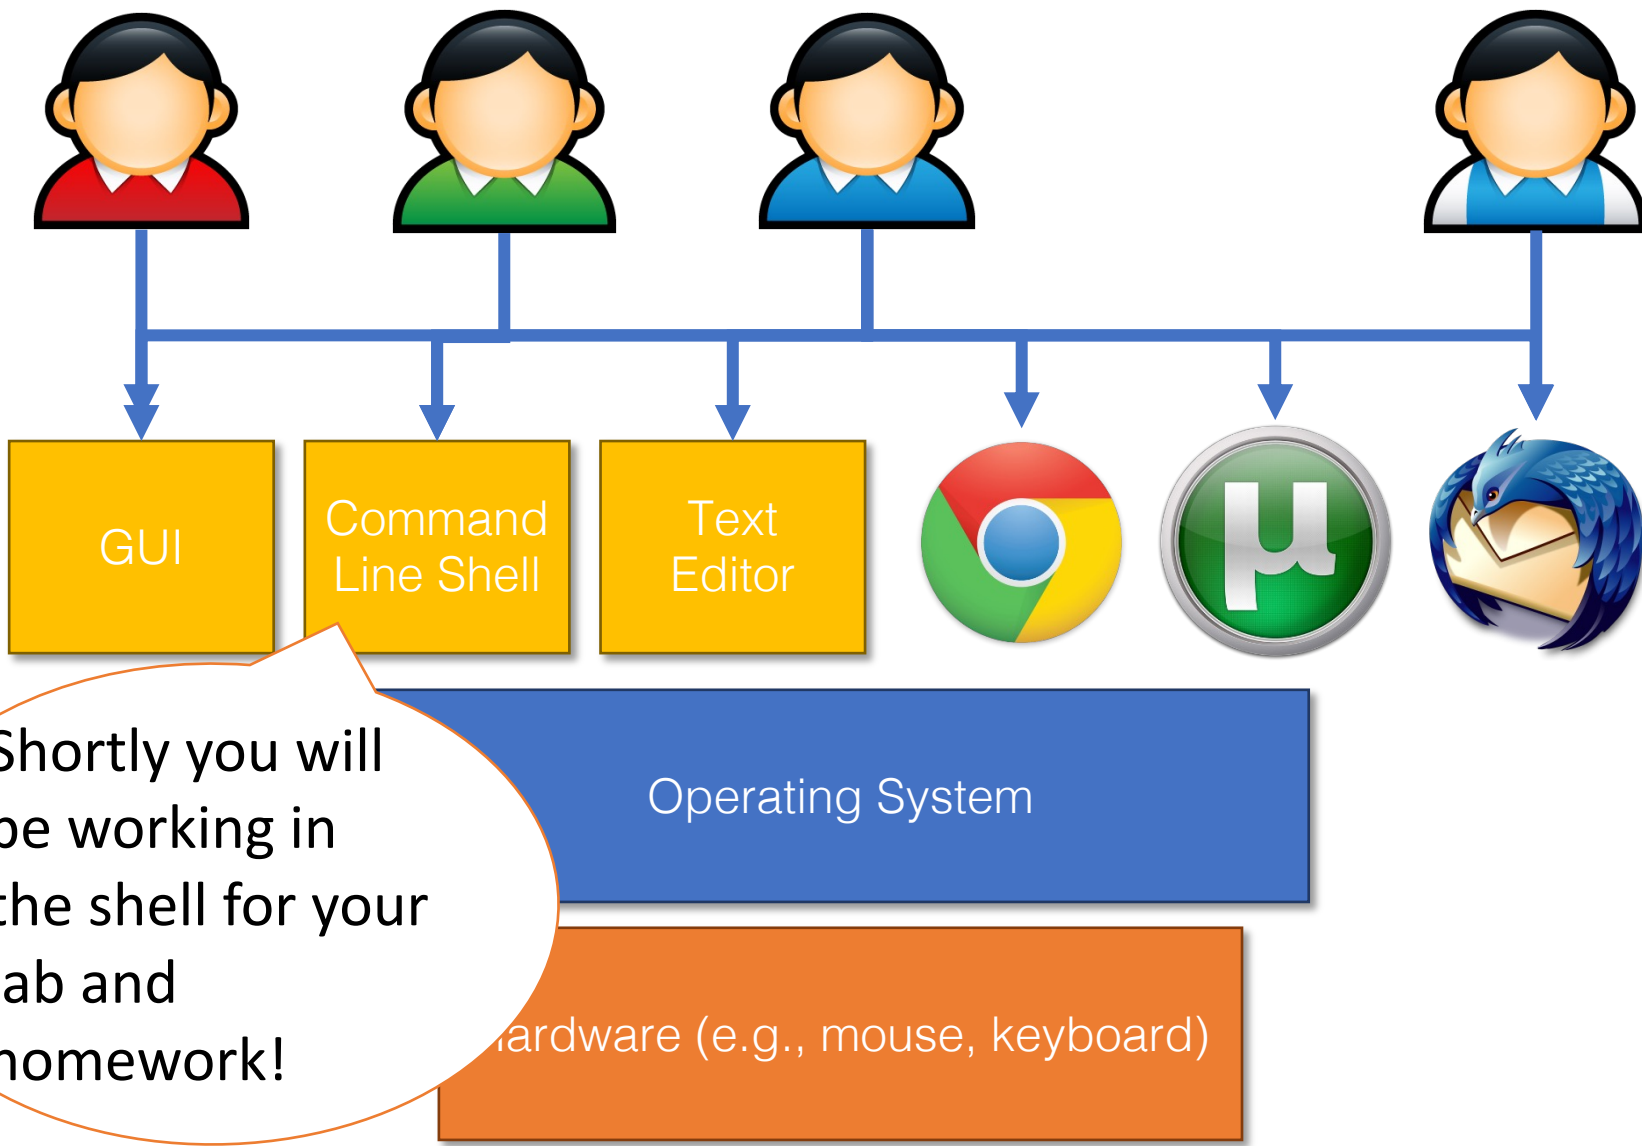 GUI
Command
Line Shell
Text
Editor
µ
Shortly you will
be working in
the shell for your
lab and
homework!
Operating System
Hardware (e.g., mouse, keyboard)